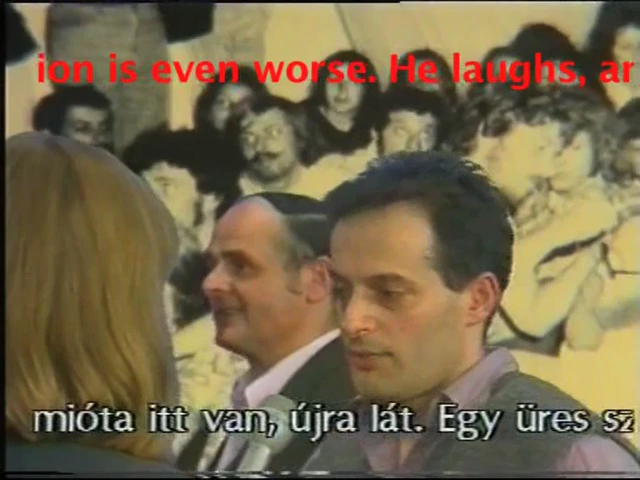 ion is even worse. He laughs, ar
mióta itt van, újra lát. Egy üres sz